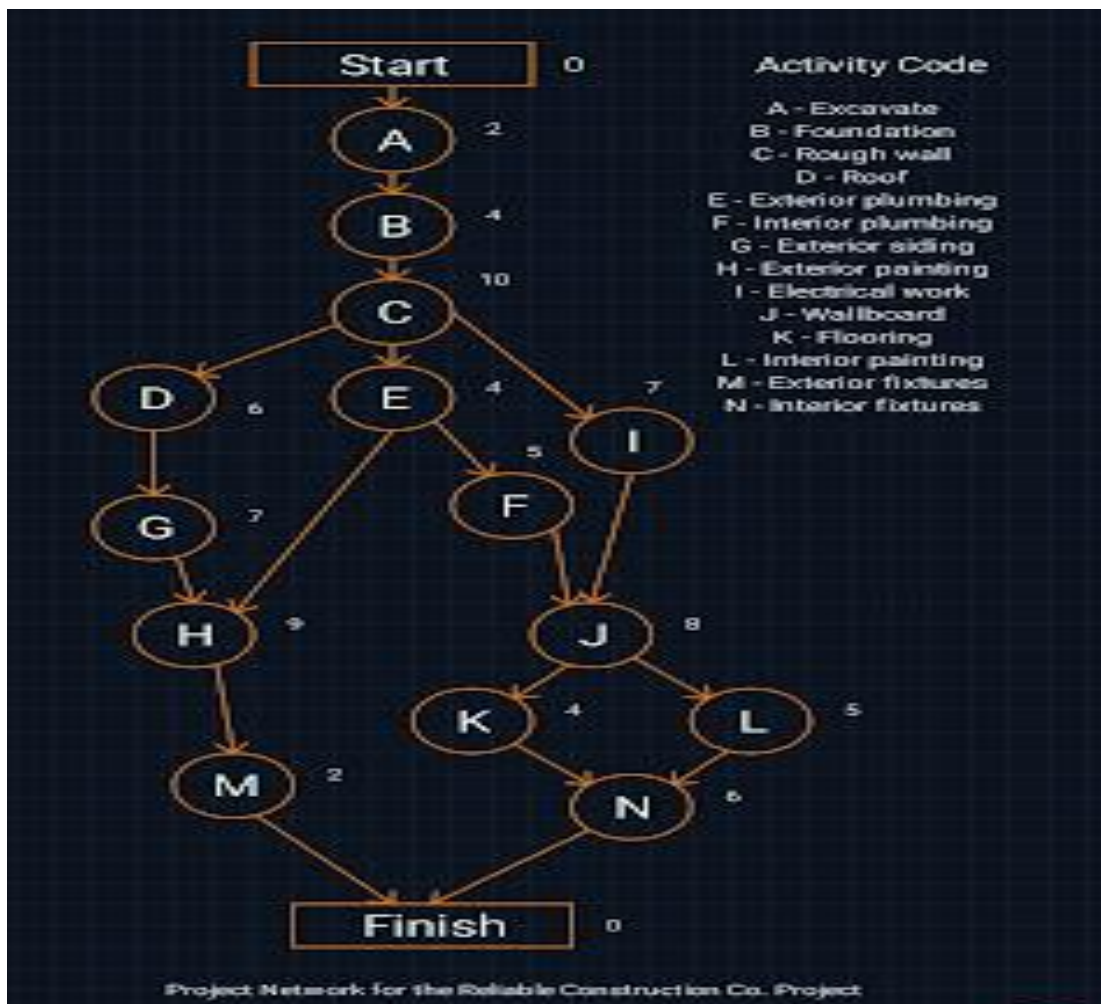 Start 0
Activity Code
A 2
A - Excavate
B - Foundation
C - Rough wall
D - Roof
E - Exterior plumbing
F - Interior plumbing
G - Exterior siding
H - Exterior painting
I - Electrical work
J - Wallboard
K - Flooring
L - Interior painting
M - Exterior fixtures
N - Interior fixtures
B 4
C 10
D 6
E 4
I 7
F 5
G 7
H 9
J 8
K 4
L 5
M 2
N 6
Finish 0
Project Network for the Reliable Construction Co. Project